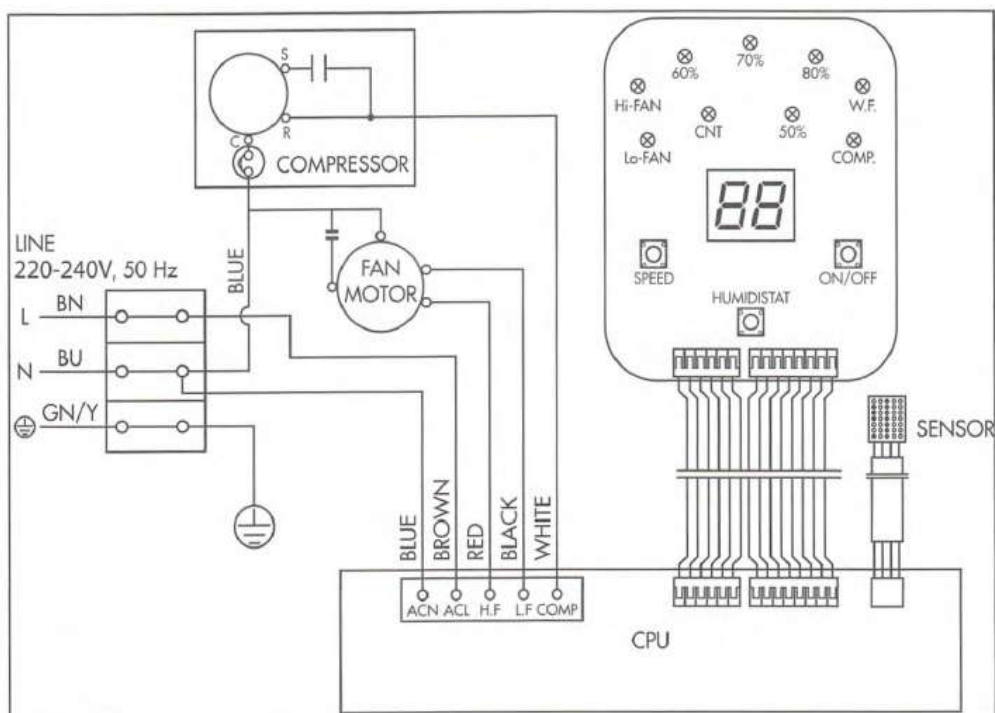 S
R
C
COMPRESSOR
BLUE
FAN
MOTOR
LINE
220-240V, 50 Hz
L
BN
N
BU
GN/Y
60%
70%
80%
Hi-FAN
W.F.
CNT
50%
Lo-FAN
COMP.
88
SPEED
ON/OFF
HUMIDISTAT
SENSOR
BLUE
BROWN
RED
BLACK
WHITE
ACN
ACL
H.F
L.F
COMP
CPU